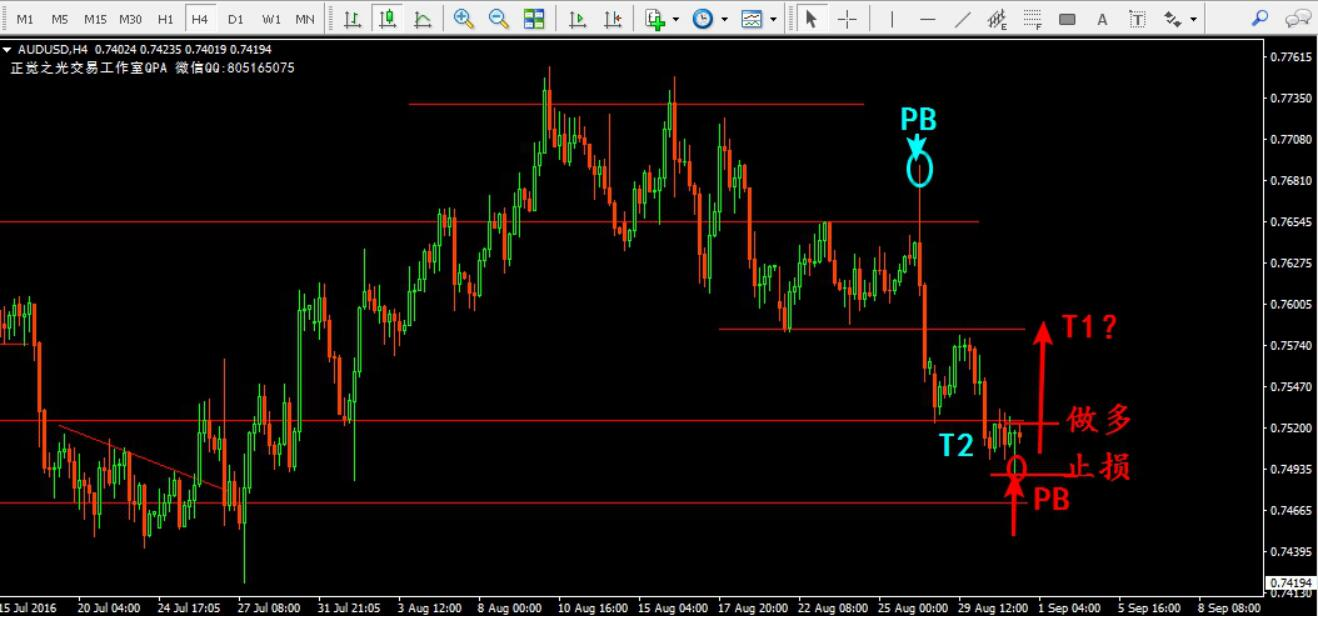 M1 M5 M15 M30 H1 H4 D1 W1 MN E F A T
AUDUSD,H4 0.74024 0.74235 0.74019 0.74194
正觉之光交易工作室QPA 微信QQ:805165075
0.77615
0.77350
PB
0.77080
0.76810
0.76545
0.76275
0.76005
T1?
0.75740
0.75470
做多
0.75200
T2
止损
0.74935
PB
0.74665
0.74395
0.74194
0.74130
15 Jul 2016 20 Jul 04:00 24 Jul 17:05 27 Jul 08:00 31 Jul 21:05 3 Aug 12:00 8 Aug 00:00 10 Aug 16:00 15 Aug 04:00 17 Aug 20:00 22 Aug 08:00 25 Aug 00:00 29 Aug 12:00 1 Sep 04:00 5 Sep 16:00 8 Sep 08:00